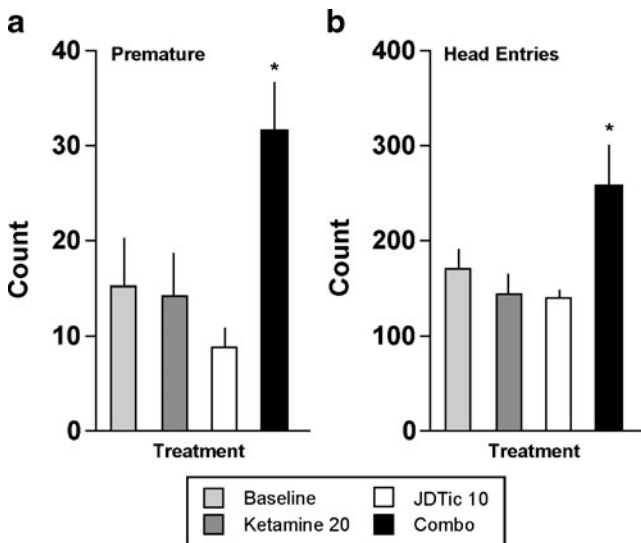 a
b
40
Premature
*
30
Count
20
10
0
Treatment
400
Head Entries
*
300
Count
200
100
0
Treatment
Baseline
JDTic 10
Ketamine 20
Combo